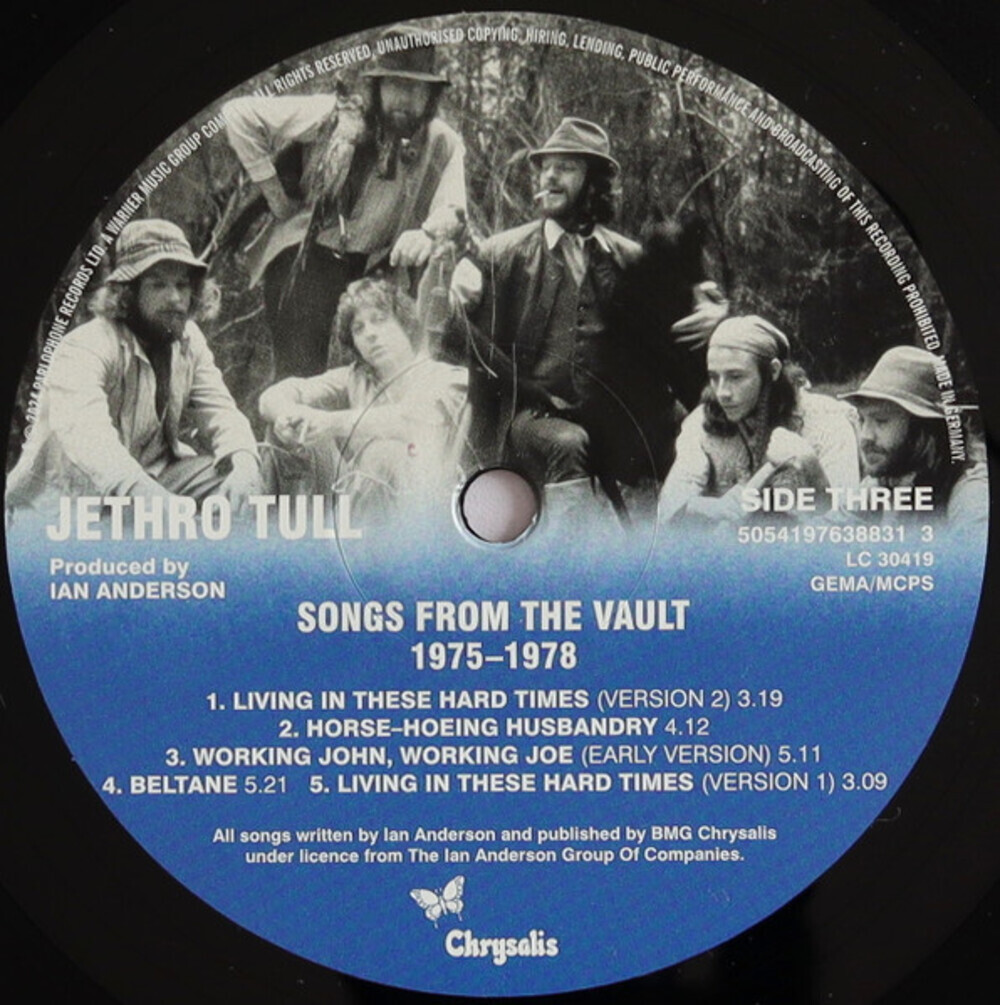 2024 PARLOPHONE RECORDS LTD. A WARNER MUSIC GROUP COMPANY. ALL RIGHTS RESERVED. UNAUTHORISED COPYING, HIRING, LENDING, PUBLIC PERFORMANCE AND BROADCASTING OF THIS RECORDING PROHIBITED. MADE IN GERMANY.
JETHRO TULL
Produced by
IAN ANDERSON
SIDE THREE
5054197638831 3
LC 30419
GEMA/MCPS
SONGS FROM THE VAULT
1975–1978
1. LIVING IN THESE HARD TIMES (VERSION 2) 3.19
2. HORSE–HOEING HUSBANDRY 4.12
3. WORKING JOHN, WORKING JOE (EARLY VERSION) 5.11
4. BELTANE 5.21 5. LIVING IN THESE HARD TIMES (VERSION 1) 3.09
All songs written by Ian Anderson and published by BMG Chrysalis
under licence from The Ian Anderson Group Of Companies.
Chrysalis